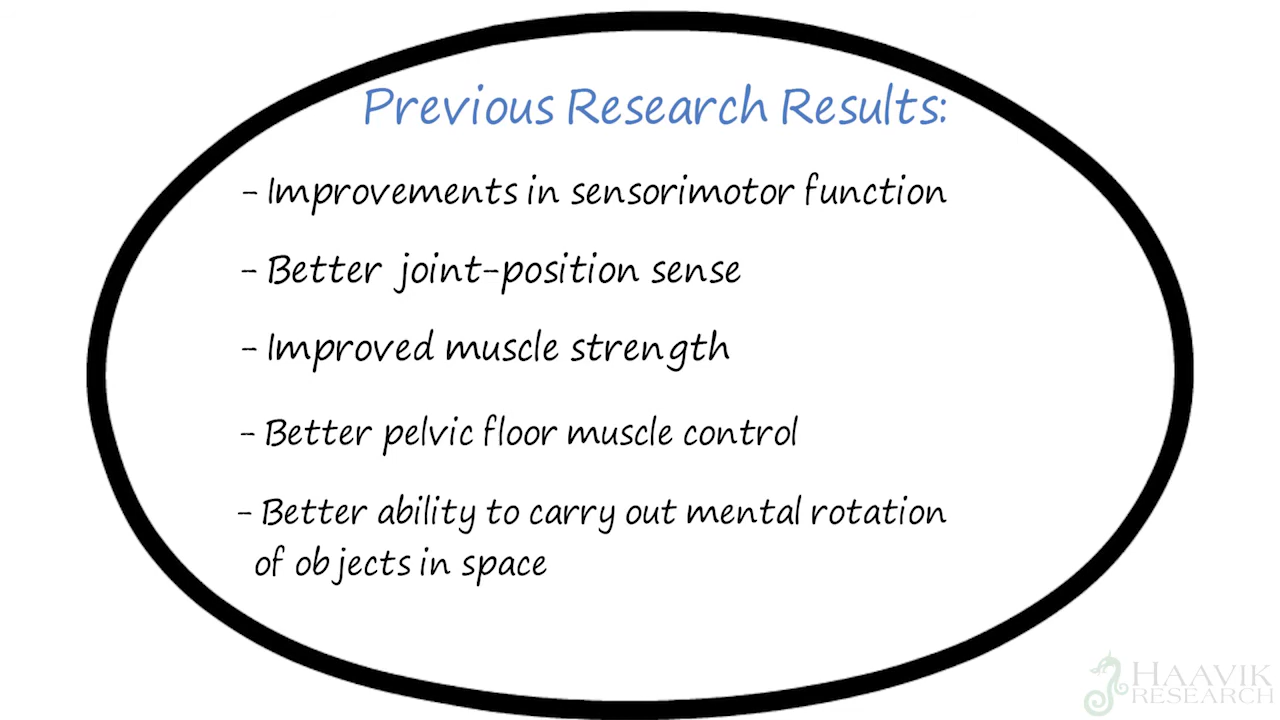 Previous Research Results:
- Improvements in sensorimotor function
- Better joint-position sense
- Improved muscle strength
- Better pelvic floor muscle control
- Better ability to carry out mental rotation
of objects in space
HAAVIK
RESEARCH